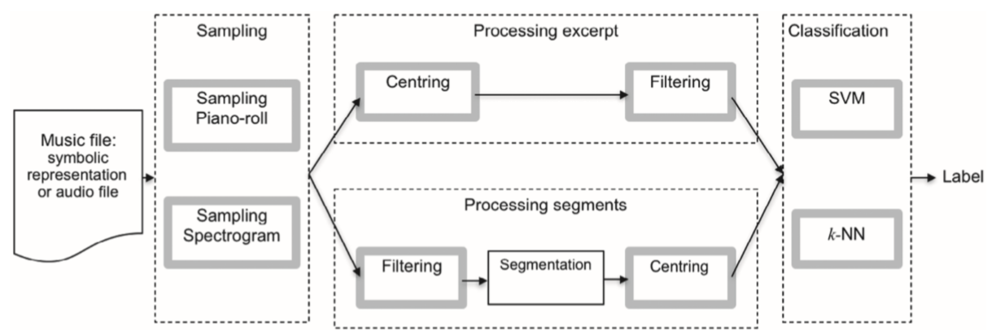 Sampling
Processing excerpt
Classification
Music file:
symbolic
representation
or audio file
Sampling
Piano-roll
Sampling
Spectrogram
Centring
Filtering
Processing segments
Filtering
Segmentation
Centring
SVM
k-NN
Label